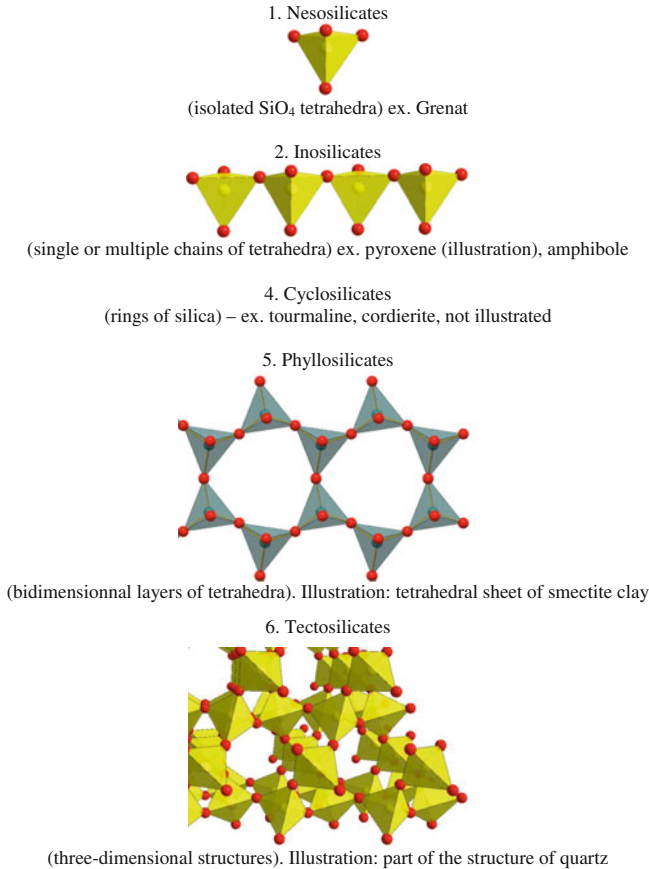 1. Nesosilicates
(isolated SiO₄ tetrahedra) ex. Grenat
2. Inosilicates
(single or multiple chains of tetrahedra) ex. pyroxene (illustration), amphibole
4. Cyclosilicates
(rings of silica) – ex. tourmaline, cordierite, not illustrated
5. Phyllosilicates
(bidimensionnal layers of tetrahedra). Illustration: tetrahedral sheet of smectite clay
6. Tectosilicates
(three-dimensional structures). Illustration: part of the structure of quartz